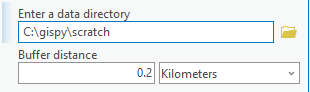 Enter a data directory
C:\gispy\scratch
Buffer distance
0.2 Kilometers